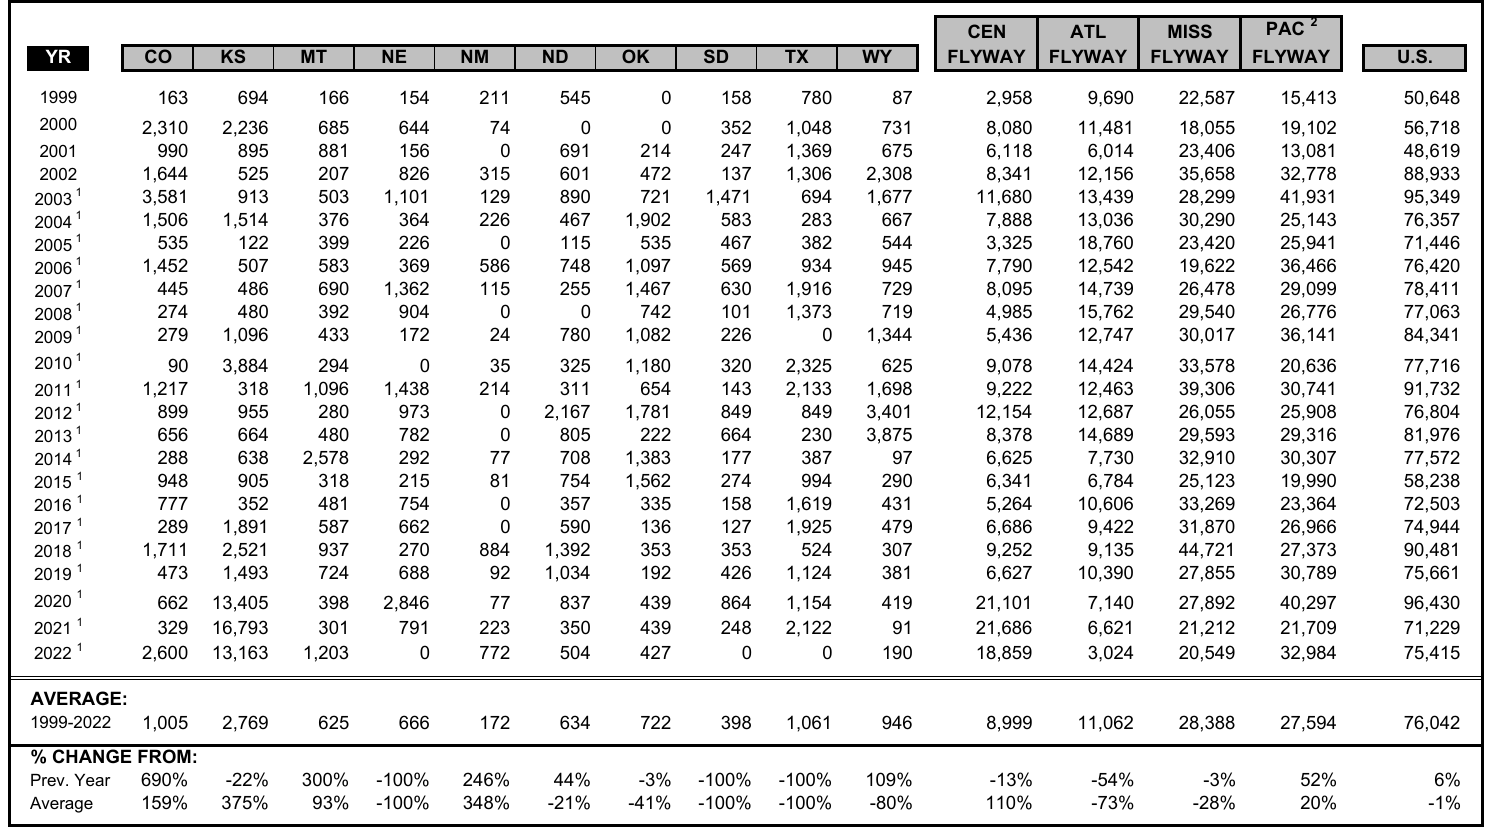 CEN ATL MISS PAC 2
YR CO KS MT NE NM ND OK SD TX WY FLYWAY FLYWAY FLYWAY FLYWAY U.S.
1999 163 694 166 154 211 545 0 158 780 87 2,958 9,690 22,587 15,413 50,648
2000 2,310 2,236 685 644 74 0 0 352 1,048 731 8,080 11,481 18,055 19,102 56,718
2001 990 895 881 156 0 691 214 247 1,369 675 6,118 6,014 23,406 13,081 48,619
2002 1,644 525 207 826 315 601 472 137 1,306 2,308 8,341 12,156 35,658 32,778 88,933
2003 1 3,581 913 503 1,101 129 890 721 1,471 694 1,677 11,680 13,439 28,299 41,931 95,349
2004 1 1,506 1,514 376 364 226 467 1,902 583 283 667 7,888 13,036 30,290 25,143 76,357
2005 1 535 122 399 226 0 115 535 467 382 544 3,325 18,760 23,420 25,941 71,446
2006 1 1,452 507 583 369 586 748 1,097 569 934 945 7,790 12,542 19,622 36,466 76,420
2007 1 445 486 690 1,362 115 255 1,467 630 1,916 729 8,095 14,739 26,478 29,099 78,411
2008 1 274 480 392 904 0 0 742 101 1,373 719 4,985 15,762 29,540 26,776 77,063
2009 1 279 1,096 433 172 24 780 1,082 226 0 1,344 5,436 12,747 30,017 36,141 84,341
2010 1 90 3,884 294 0 35 325 1,180 320 2,325 625 9,078 14,424 33,578 20,636 77,716
2011 1 1,217 318 1,096 1,438 214 311 654 143 2,133 1,698 9,222 12,463 39,306 30,741 91,732
2012 1 899 955 280 973 0 2,167 1,781 849 849 3,401 12,154 12,687 26,055 25,908 76,804
2013 1 656 664 480 782 0 805 222 664 230 3,875 8,378 14,689 29,593 29,316 81,976
2014 1 288 638 2,578 292 77 708 1,383 177 387 97 6,625 7,730 32,910 30,307 77,572
2015 1 948 905 318 215 81 754 1,562 274 994 290 6,341 6,784 25,123 19,990 58,238
2016 1 777 352 481 754 0 357 335 158 1,619 431 5,264 10,606 33,269 23,364 72,503
2017 1 289 1,891 587 662 0 590 136 127 1,925 479 6,686 9,422 31,870 26,966 74,944
2018 1 1,711 2,521 937 270 884 1,392 353 353 524 307 9,252 9,135 44,721 27,373 90,481
2019 1 473 1,493 724 688 92 1,034 192 426 1,124 381 6,627 10,390 27,855 30,789 75,661
2020 1 662 13,405 398 2,846 77 837 439 864 1,154 419 21,101 7,140 27,892 40,297 96,430
2021 1 329 16,793 301 791 223 350 439 248 2,122 91 21,686 6,621 21,212 21,709 71,229
2022 1 2,600 13,163 1,203 0 772 504 427 0 0 190 18,859 3,024 20,549 32,984 75,415
AVERAGE:
1999-2022 1,005 2,769 625 666 172 634 722 398 1,061 946 8,999 11,062 28,388 27,594 76,042
% CHANGE FROM:
Prev. Year 690% -22% 300% -100% 246% 44% -3% -100% -100% 109% -13% -54% -3% 52% 6%
Average 159% 375% 93% -100% 348% -21% -41% -100% -100% -80% 110% -73% -28% 20% -1%